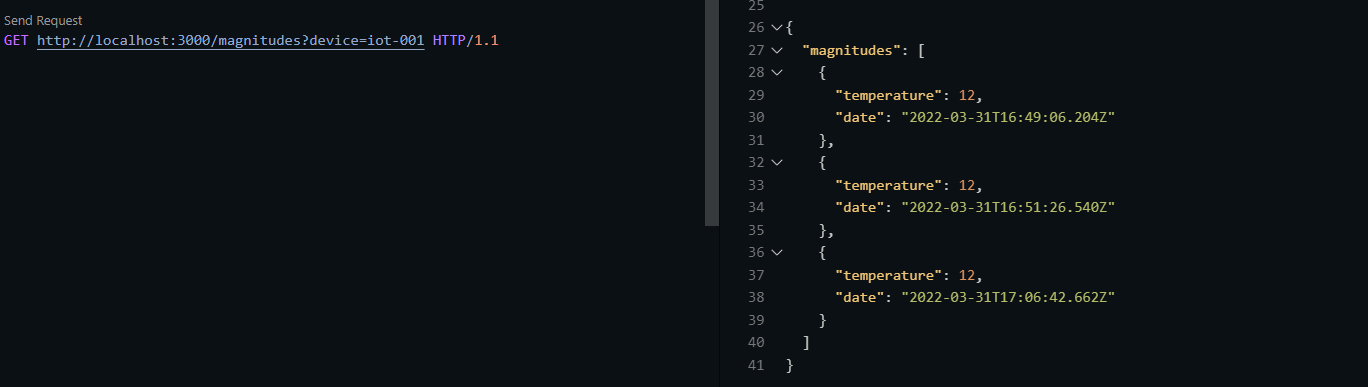 Send Request
GET http://localhost:3000/magnitudes?device=iot-001 HTTP/1.1
25
26 {
27 "magnitudes": [
28 {
29 "temperature": 12,
30 "date": "2022-03-31T16:49:06.204Z"
31 },
32 {
33 "temperature": 12,
34 "date": "2022-03-31T16:51:26.540Z"
35 },
36 {
37 "temperature": 12,
38 "date": "2022-03-31T17:06:42.662Z"
39 }
40 ]
41 }